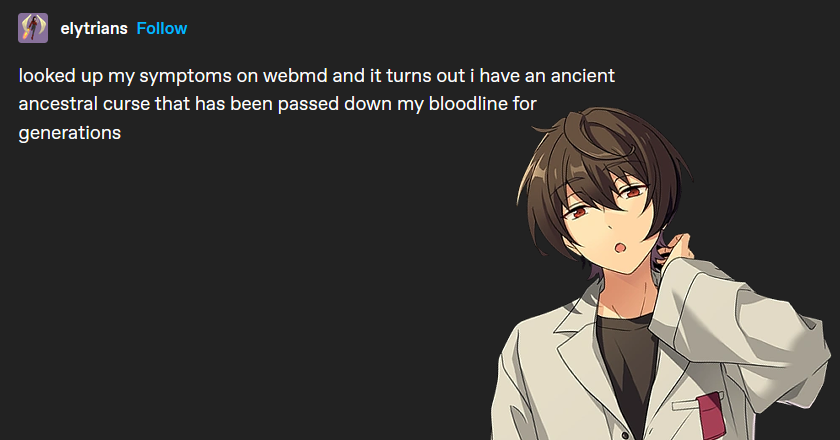 elytrians Follow
looked up my symptoms on webmd and it turns out i have an ancient
ancestral curse that has been passed down my bloodline for
generations